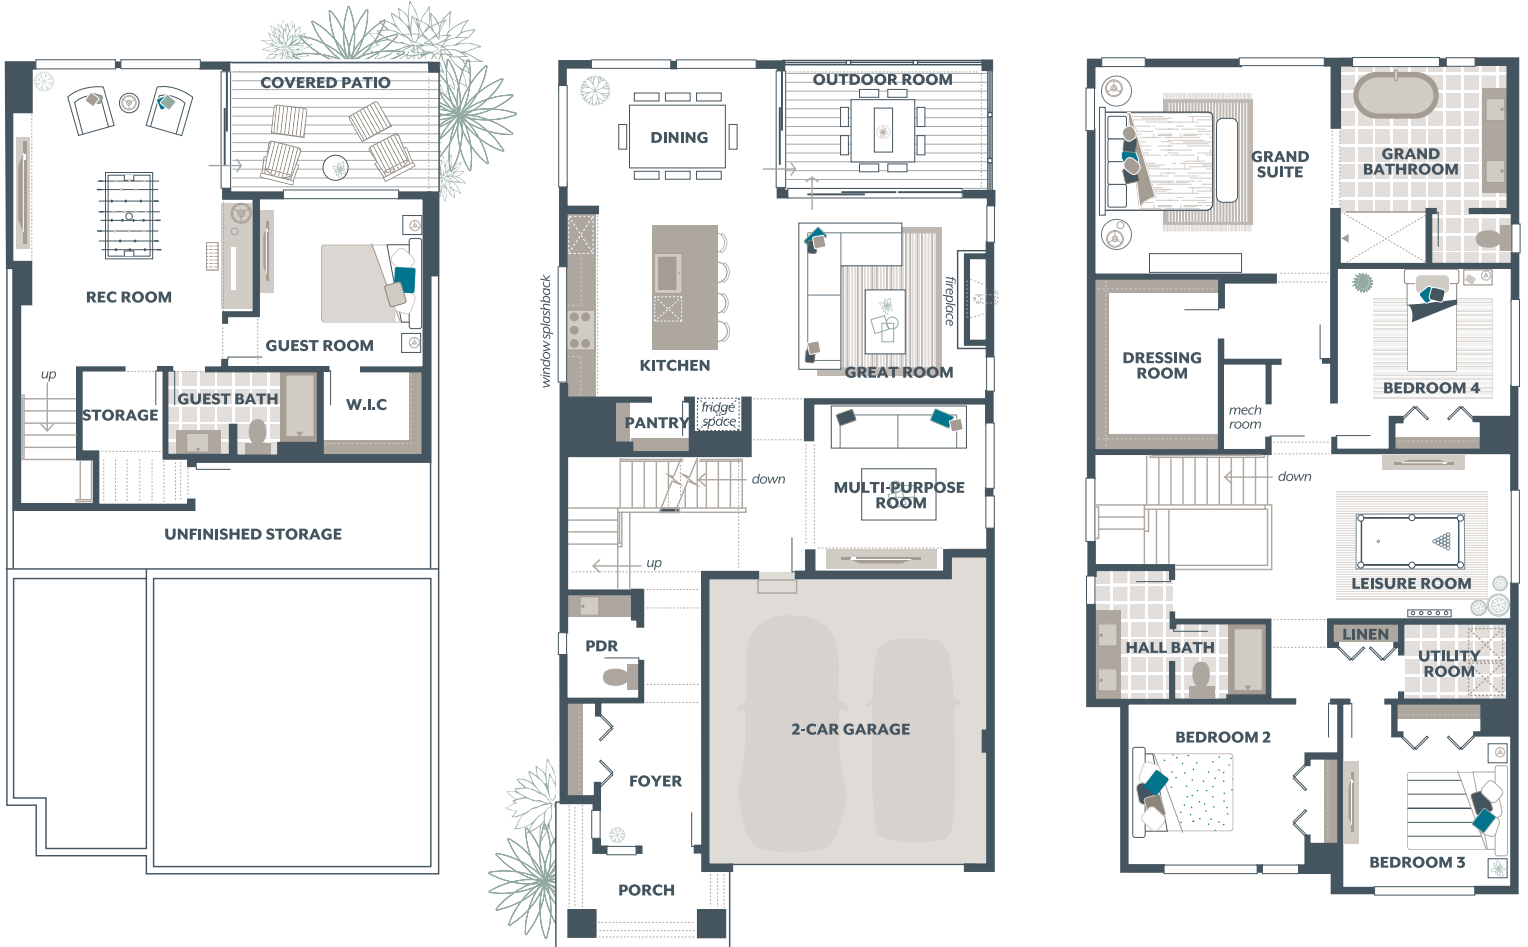 COVERED PATIO
REC ROOM
GUEST ROOM
up
STORAGE
GUEST BATH
W.I.C
UNFINISHED STORAGE
OUTDOOR ROOM
DINING
window splashback
fireplace
KITCHEN
GREAT ROOM
PANTRY
fridge
space
down
MULTI-PURPOSE
ROOM
up
PDR
2-CAR GARAGE
FOYER
PORCH
GRAND
SUITE
GRAND
BATHROOM
DRESSING
ROOM
BEDROOM 4
mech
room
down
LEISURE ROOM
LINEN
HALL BATH
UTILITY
ROOM
BEDROOM 2
BEDROOM 3